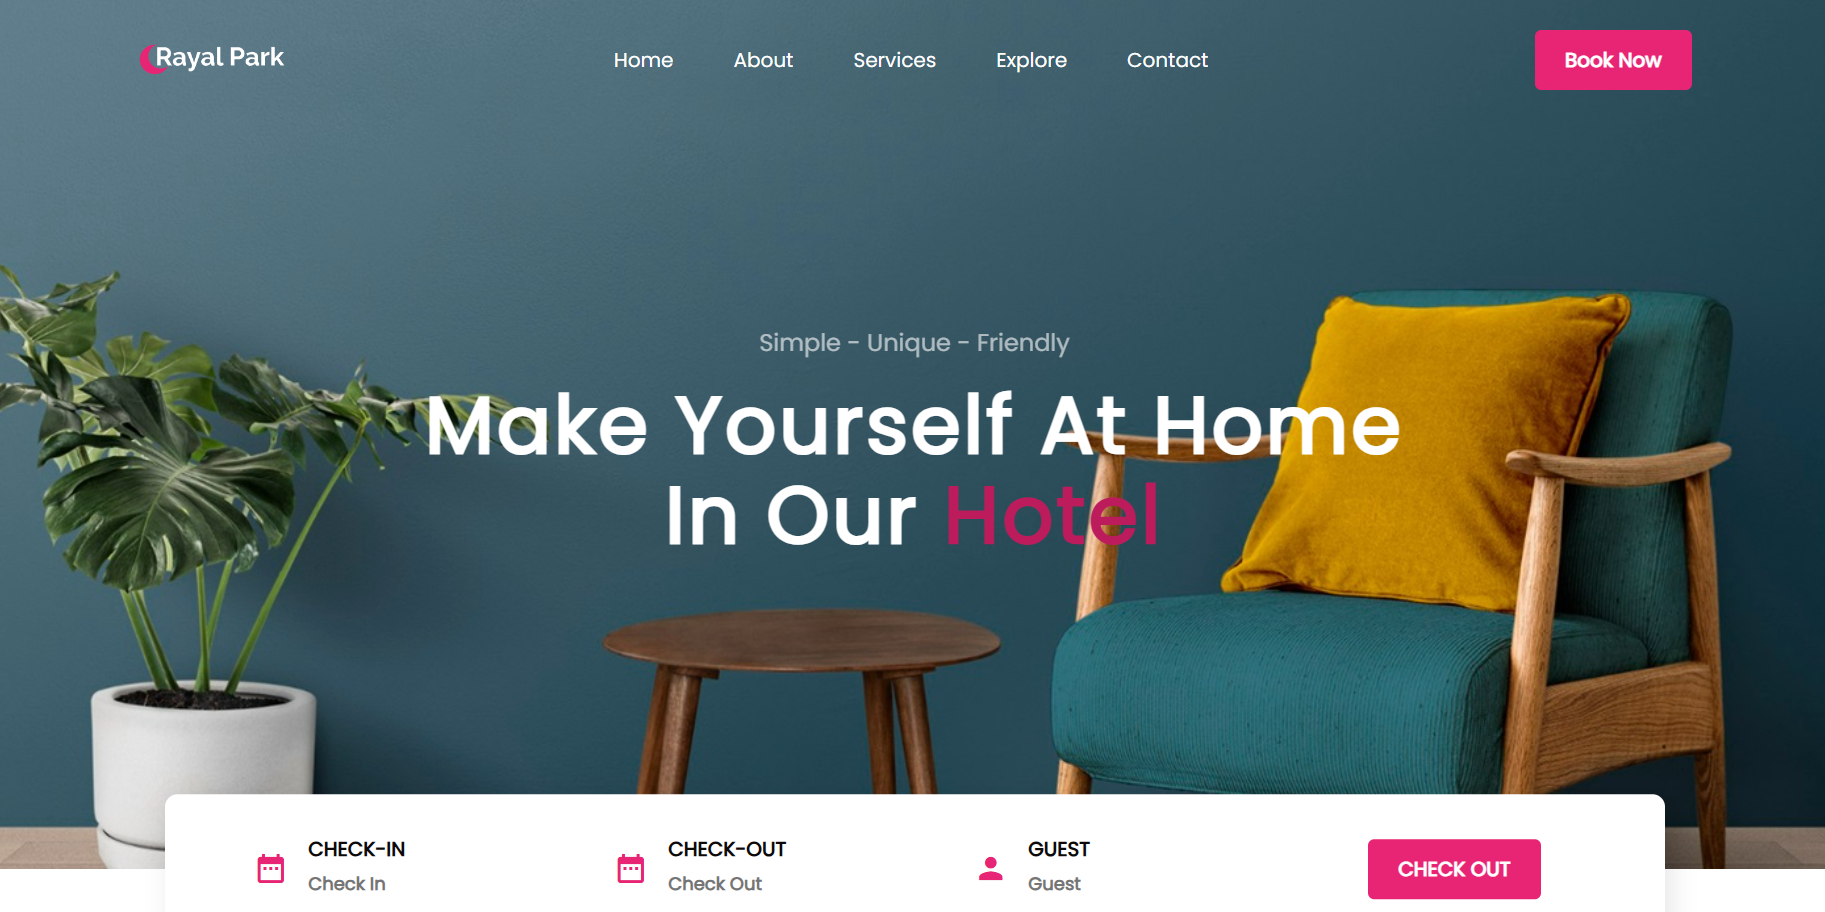 Rayal Park
Home
About
Services
Explore
Contact
Book Now
Simple - Unique - Friendly
Make Yourself At Home
In Our Hotel
CHECK-IN
Check In
CHECK-OUT
Check Out
GUEST
Guest
CHECK OUT